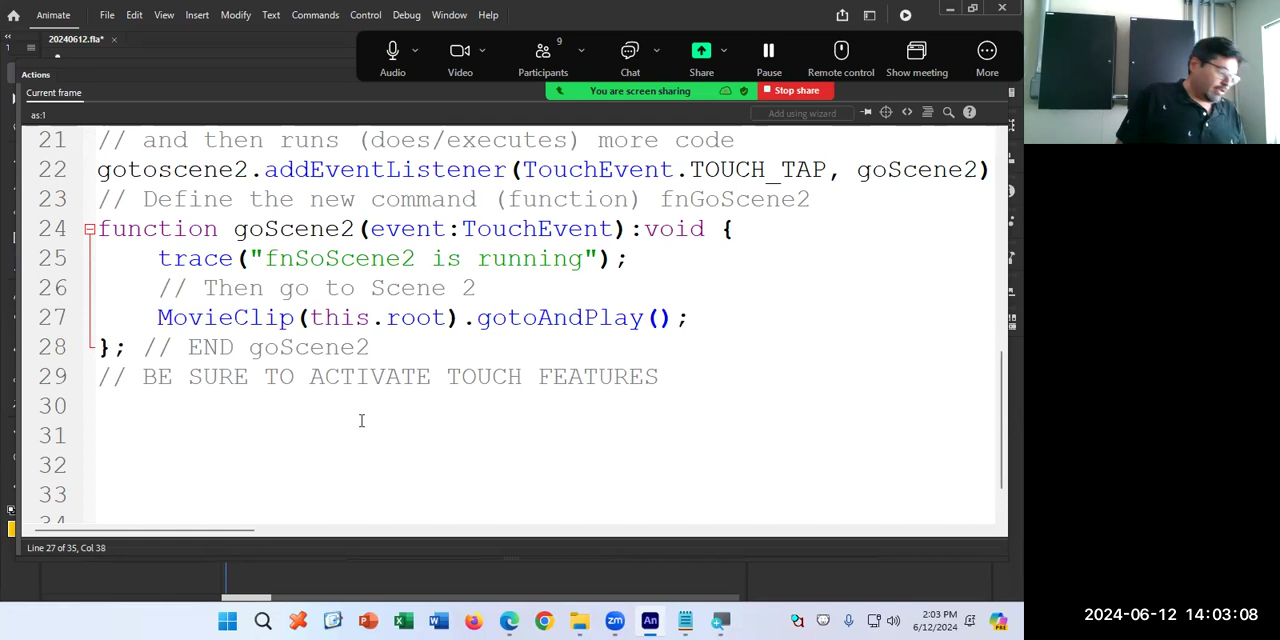 Animate File Edit View Insert Modify Text Commands Control Debug Window Help
20240612.fla* ×
9
Audio Video Participants Chat Share Pause Remote control Show meeting More
You are screen sharing Stop share
Actions
Current frame
as:1 Add using wizard
21 // and then runs (does/executes) more code
22 gotoscene2.addEventListener(TouchEvent.TOUCH_TAP, goScene2)
23 // Define the new command (function) fnGoScene2
24 function goScene2(event:TouchEvent):void {
25 trace("fnSoScene2 is running");
26 // Then go to Scene 2
27 MovieClip(this.root).gotoAndPlay();
28 }; // END goScene2
29 // BE SURE TO ACTIVATE TOUCH FEATURES
30
31
32
33
34
Line 27 of 35, Col 38
2:03 PM
6/12/2024
2024-06-12 14:03:08